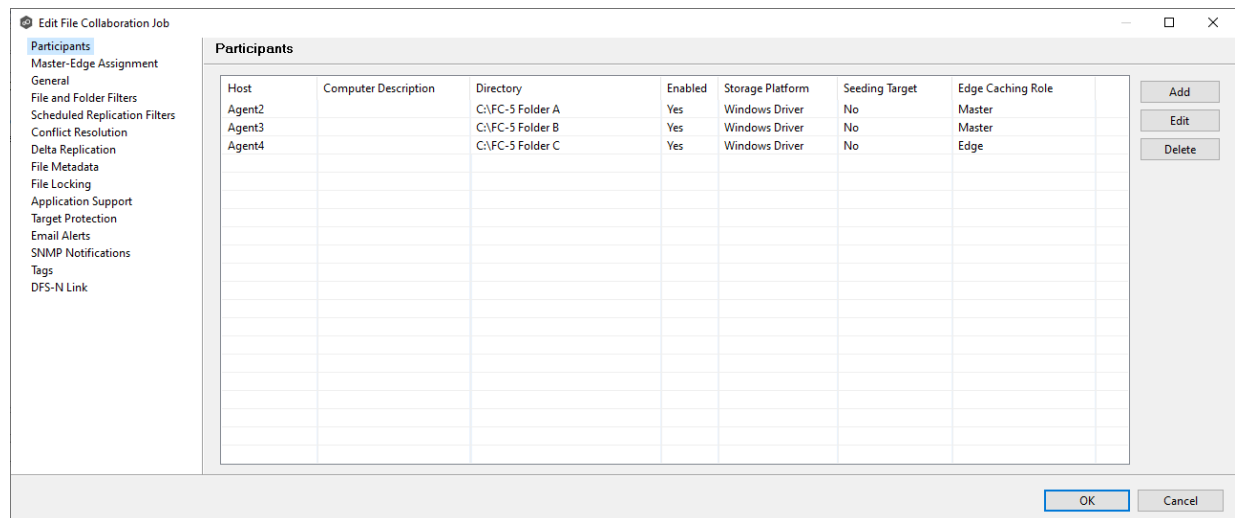 Edit File Collaboration Job
Participants
Master-Edge Assignment
General
File and Folder Filters
Scheduled Replication Filters
Conflict Resolution
Delta Replication
File Metadata
File Locking
Application Support
Target Protection
Email Alerts
SNMP Notifications
Tags
DFS-N Link
Participants
Host Computer Description Directory Enabled Storage Platform Seeding Target Edge Caching Role
Agent2 C:\FC-5 Folder A Yes Windows Driver No Master
Agent3 C:\FC-5 Folder B Yes Windows Driver No Master
Agent4 C:\FC-5 Folder C Yes Windows Driver No Edge
Add
Edit
Delete
OK Cancel